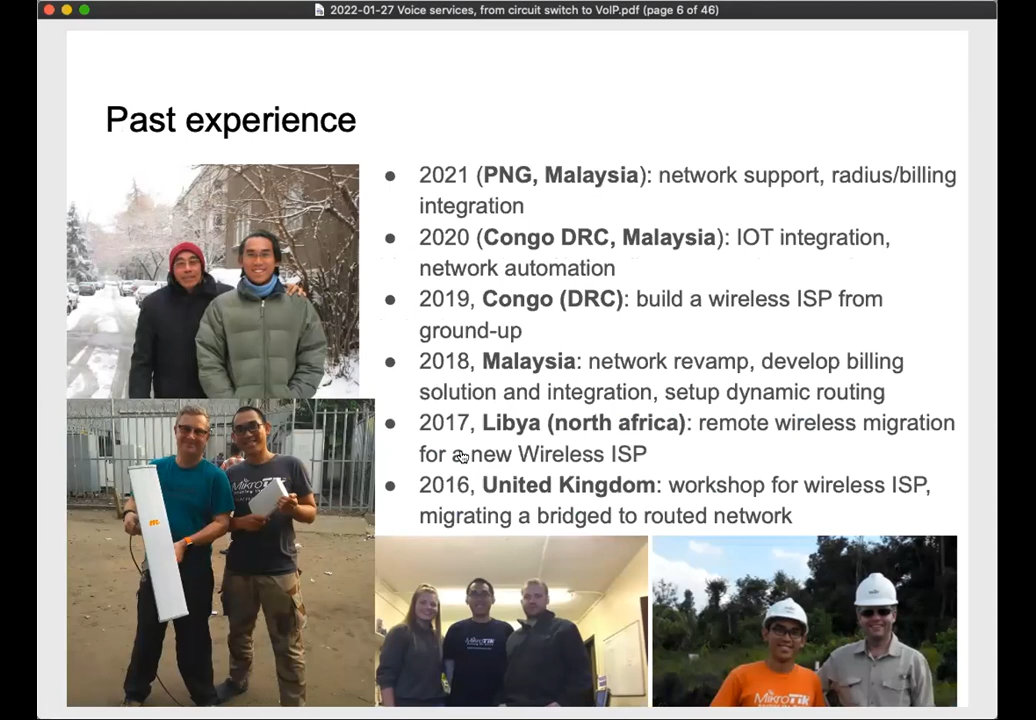 2022-01-27 Voice services, from circuit switch to VoIP.pdf (page 6 of 46)
Past experience
● 2021 (PNG, Malaysia): network support, radius/billing
integration
● 2020 (Congo DRC, Malaysia): IOT integration,
network automation
● 2019, Congo (DRC): build a wireless ISP from
ground-up
● 2018, Malaysia: network revamp, develop billing
solution and integration, setup dynamic routing
● 2017, Libya (north africa): remote wireless migration
for a new Wireless ISP
● 2016, United Kingdom: workshop for wireless ISP,
migrating a bridged to routed network
MikroTik
MikroTik
MikroTik